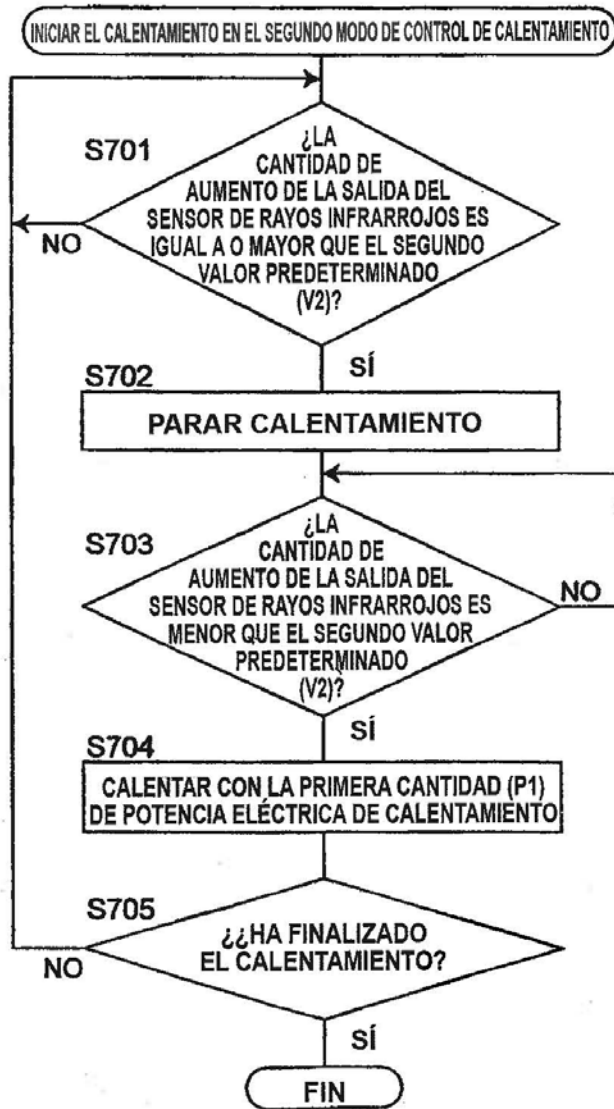 INICIAR EL CALENTAMIENTO EN EL SEGUNDO MODO DE CONTROL DE CALENTAMIENTO
S701
¿LA
CANTIDAD DE
AUMENTO DE LA SALIDA DEL
SENSOR DE RAYOS INFRARROJOS ES
IGUAL A O MAYOR QUE EL SEGUNDO
VALOR PREDETERMINADO
(V2)?
NO
SÍ
S702
PARAR CALENTAMIENTO
S703
¿LA
CANTIDAD DE
AUMENTO DE LA SALIDA DEL
SENSOR DE RAYOS INFRARROJOS ES
MENOR QUE EL SEGUNDO VALOR
PREDETERMINADO
(V2)?
NO
SÍ
S704
CALENTAR CON LA PRIMERA CANTIDAD (P1)
DE POTENCIA ELÉCTRICA DE CALENTAMIENTO
S705
¿¿HA FINALIZADO
EL CALENTAMIENTO?
NO
SÍ
FIN